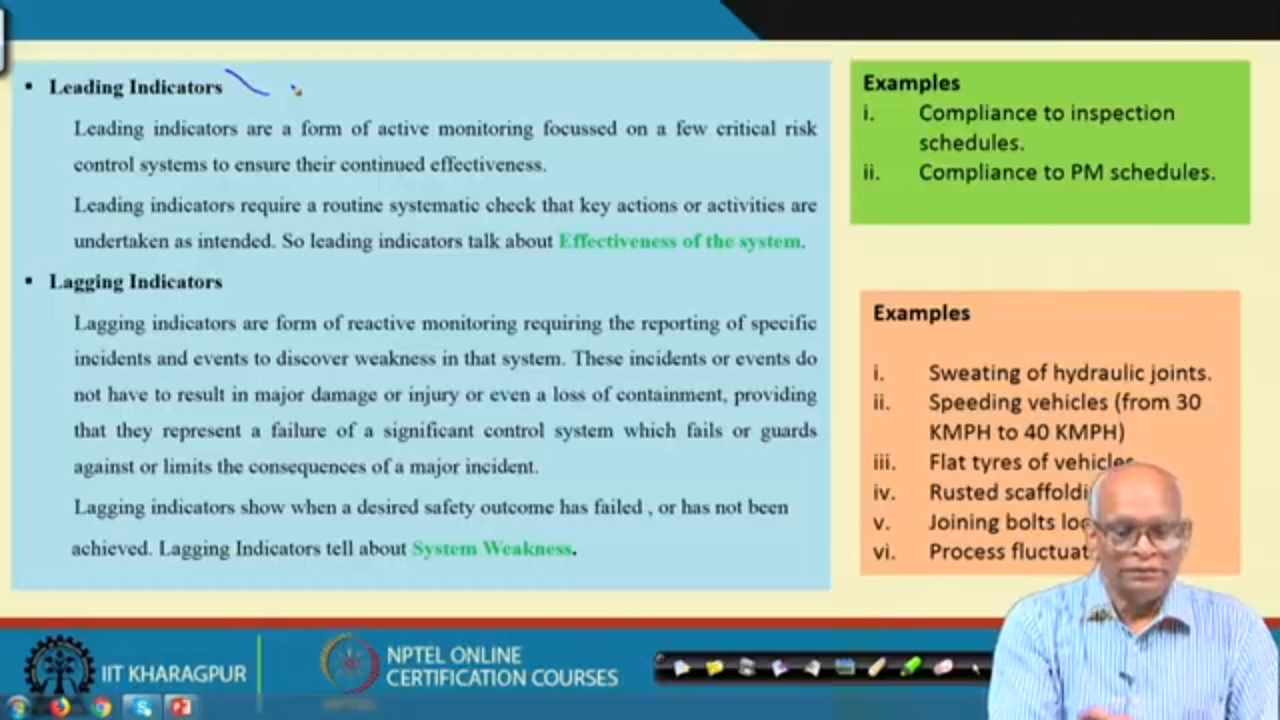 ▪ Leading Indicators
Leading indicators are a form of active monitoring focussed on a few critical risk
control systems to ensure their continued effectiveness.
Leading indicators require a routine systematic check that key actions or activities are
undertaken as intended. So leading indicators talk about Effectiveness of the system.
▪ Lagging Indicators
Lagging indicators are form of reactive monitoring requiring the reporting of specific
incidents and events to discover weakness in that system. These incidents or events do
not have to result in major damage or injury or even a loss of containment, providing
that they represent a failure of a significant control system which fails or guards
against or limits the consequences of a major incident.
Lagging indicators show when a desired safety outcome has failed , or has not been
achieved. Lagging Indicators tell about System Weakness.
Examples
i. Compliance to inspection
schedules.
ii. Compliance to PM schedules.
Examples
i. Sweating of hydraulic joints.
ii. Speeding vehicles (from 30
KMPH to 40 KMPH)
iii. Flat tyres of vehicles
iv. Rusted
v. Joining bolts
vi. Process
IIT KHARAGPUR
NPTEL ONLINE
CERTIFICATION COURSES